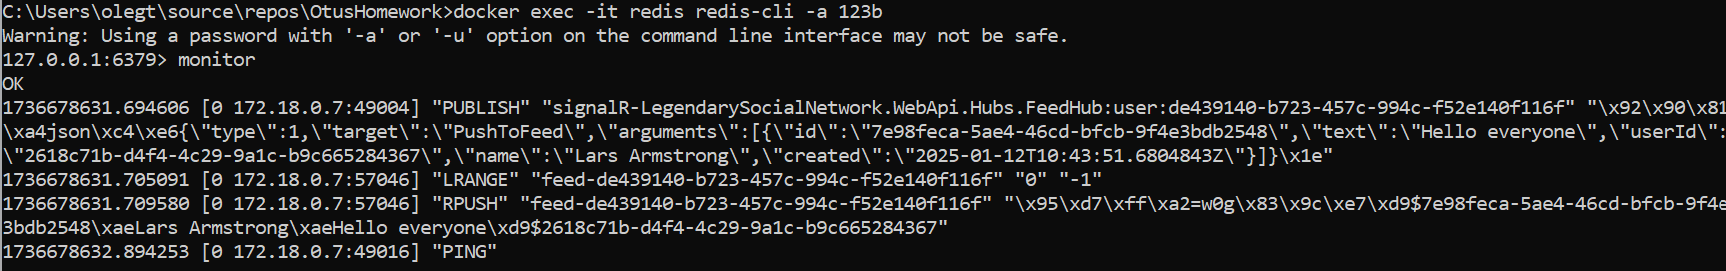 C:\Users\olegt\source\repos\OtusHomework>docker exec -it redis redis-cli -a 123b
Warning: Using a password with '-a' or '-u' option on the command line interface may not be safe.
127.0.0.1:6379> monitor
OK
1736678631.694606 [0 172.18.0.7:49004] "PUBLISH" "signalR-LegendarySocialNetwork.WebApi.Hubs.FeedHub:user:de439140-b723-457c-994c-f52e140f116f" "\x92\x90\x81
\xa4json\xc4\xe6{\"type\":1,\"target\":\"PushToFeed\",\"arguments\":[{\"id\":\"7e98feca-5ae4-46cd-bfcb-9f4e3bdb2548\",\"text\":\"Hello everyone\",\"userId\":
\"2618c71b-d4f4-4c29-9a1c-b9c665284367\",\"name\":\"Lars Armstrong\",\"created\":\"2025-01-12T10:43:51.6804843Z\"}]}\x1e"
1736678631.705091 [0 172.18.0.7:57046] "LRANGE" "feed-de439140-b723-457c-994c-f52e140f116f" "0" "-1"
1736678631.709580 [0 172.18.0.7:57046] "RPUSH" "feed-de439140-b723-457c-994c-f52e140f116f" "\x95\xd7\xff\xa2=w0g\x83\x9c\xe7\xd9$7e98feca-5ae4-46cd-bfcb-9f4e
3bdb2548\xaeLars Armstrong\xaeHello everyone\xd9$2618c71b-d4f4-4c29-9a1c-b9c665284367"
1736678632.894253 [0 172.18.0.7:49016] "PING"